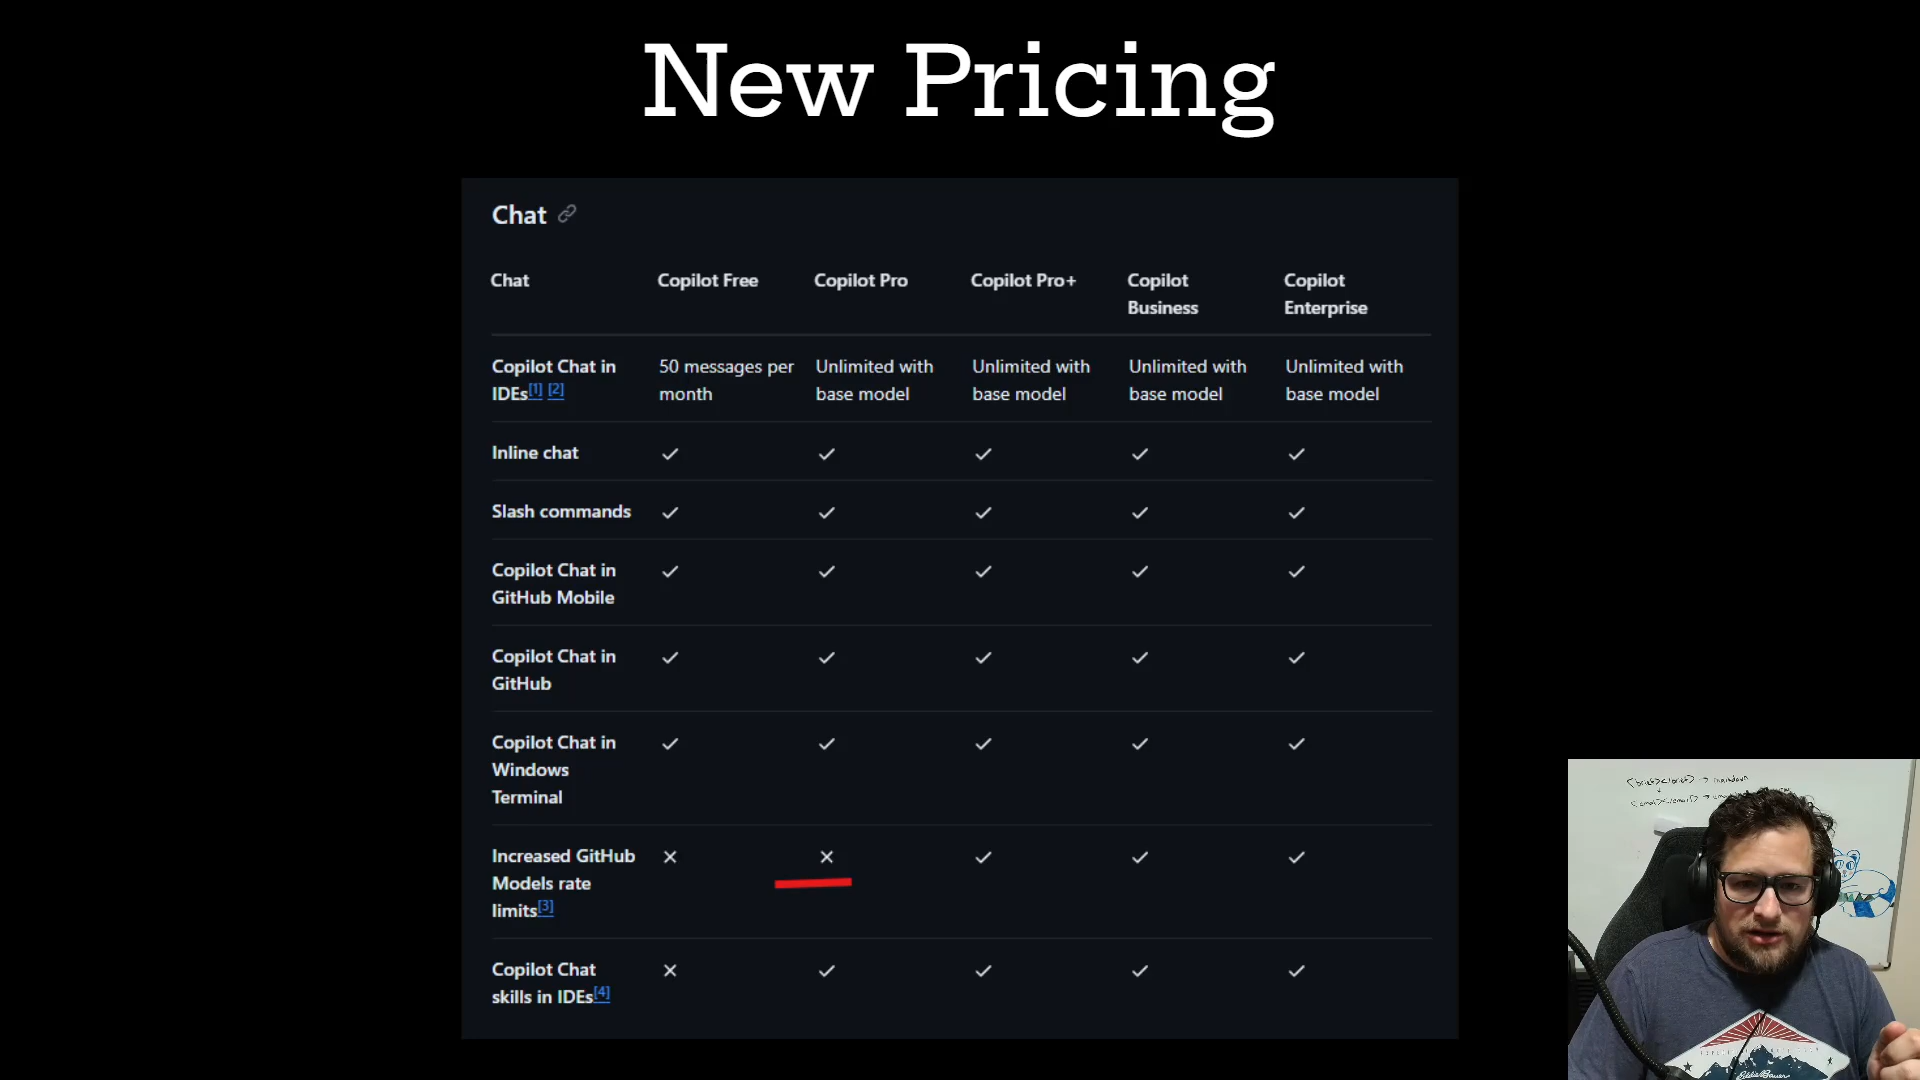 New Pricing
Chat
Chat Copilot Free Copilot Pro Copilot Pro+ Copilot Business Copilot Enterprise
Copilot Chat in IDEs[1] [2] 50 messages per month Unlimited with base model Unlimited with base model Unlimited with base model Unlimited with base model
Inline chat ✓ ✓ ✓ ✓ ✓
Slash commands ✓ ✓ ✓ ✓ ✓
Copilot Chat in GitHub Mobile ✓ ✓ ✓ ✓ ✓
Copilot Chat in GitHub ✓ ✓ ✓ ✓ ✓
Copilot Chat in Windows Terminal ✓ ✓ ✓ ✓ ✓
Increased GitHub Models rate limits[3] ✕ ✕ ✓ ✓ ✓
Copilot Chat skills in IDEs[4] ✕ ✓ ✓ ✓ ✓
Eddie Bauer